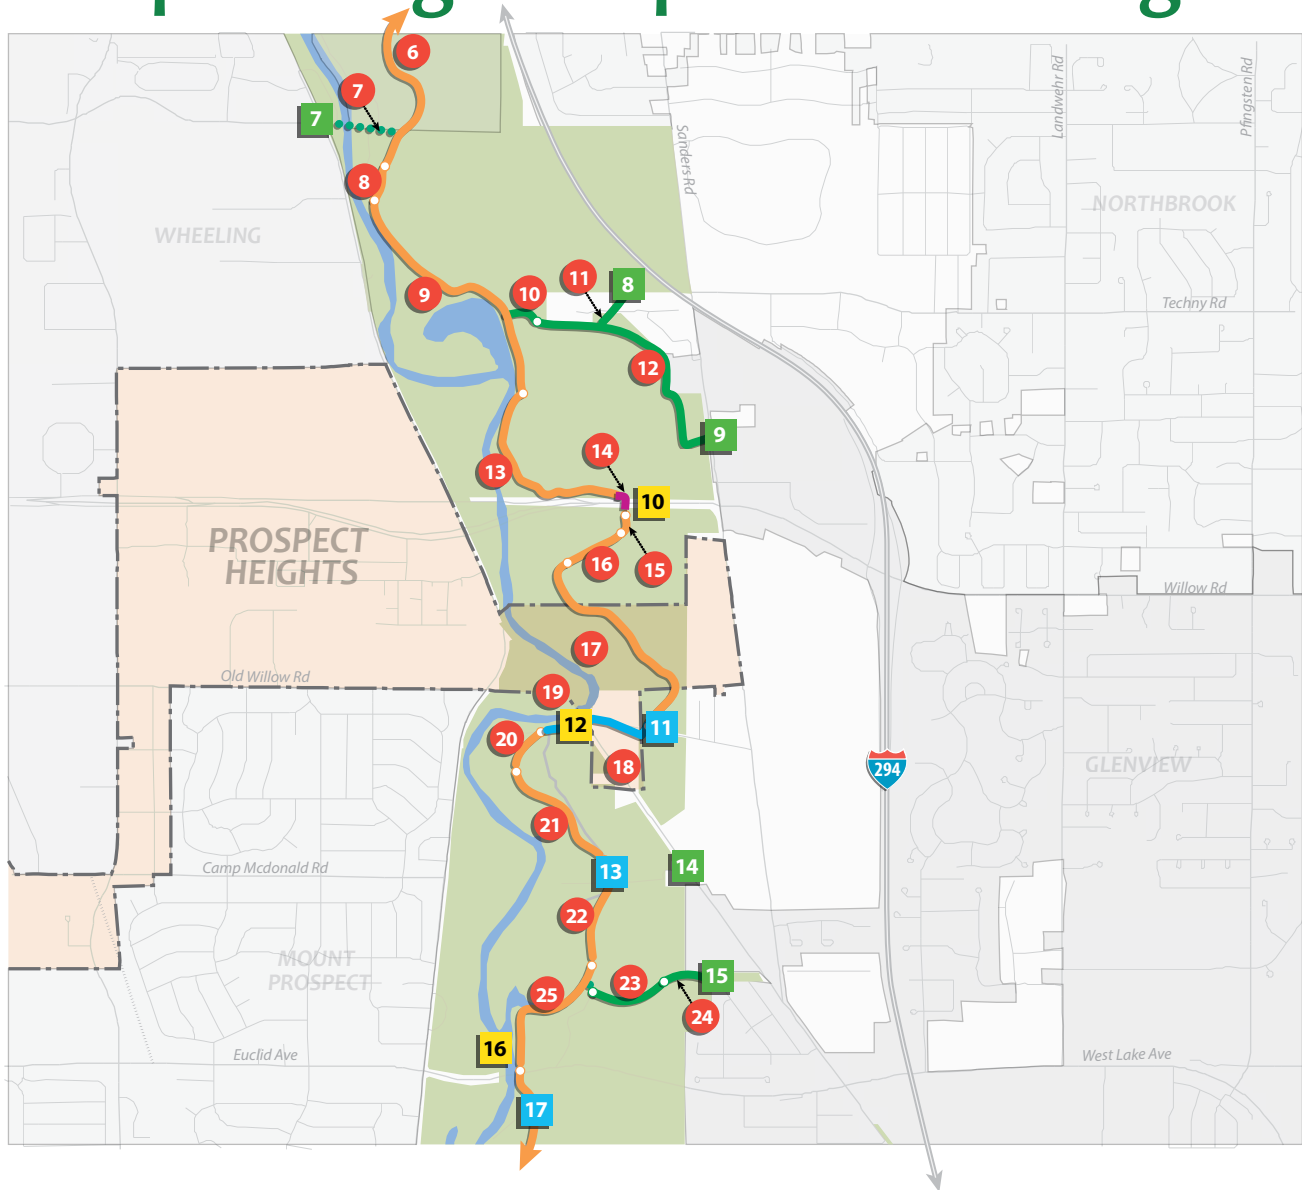 6
7
7
8
Sanders Rd
Landwehr Rd
Pfingsten Rd
WHEELING
NORTHBROOK
9
10
11
8
Techny Rd
12
9
14
13
10
PROSPECT
HEIGHTS
16
15
Willow Rd
17
Old Willow Rd
19
12
11
20
18
294
GLENVIEW
21
Camp Mcdonald Rd
13
14
22
MOUNT
PROSPECT
25
23
15
24
16
Euclid Ave
West Lake Ave
17